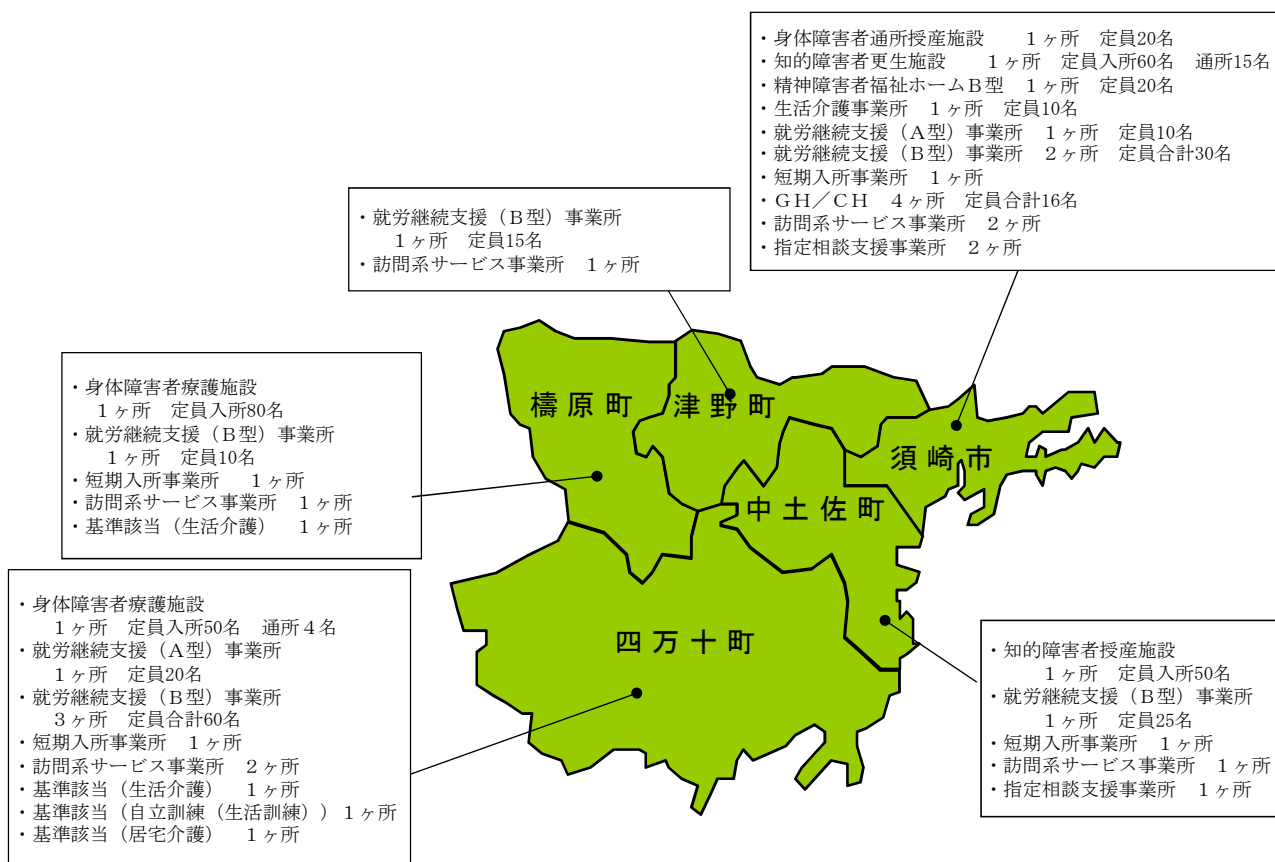 ・身体障害者通所授産施設　　１ヶ所　定員20名
・知的障害者更生施設　　１ヶ所　定員入所60名　通所15名
・精神障害者福祉ホームＢ型　１ヶ所　定員20名
・生活介護事業所　１ヶ所　定員10名
・就労継続支援（Ａ型）事業所　１ヶ所　定員10名
・就労継続支援（Ｂ型）事業所　２ヶ所　定員合計30名
・短期入所事業所　１ヶ所
・ＧＨ／ＣＨ　４ヶ所　定員合計16名
・訪問系サービス事業所　２ヶ所
・指定相談支援事業所　２ヶ所
・就労継続支援（Ｂ型）事業所
１ヶ所　定員15名
・訪問系サービス事業所　１ヶ所
・身体障害者療護施設
１ヶ所　定員入所80名
・就労継続支援（Ｂ型）事業所
１ヶ所　定員10名
・短期入所事業所　　１ヶ所
・訪問系サービス事業所　１ヶ所
・基準該当（生活介護）　１ヶ所
檮原町
津野町
須崎市
中土佐町
四万十町
・身体障害者療護施設
１ヶ所　定員入所50名　通所４名
・就労継続支援（Ａ型）事業所
１ヶ所　定員20名
・就労継続支援（Ｂ型）事業所
３ヶ所　定員合計60名
・短期入所事業所　１ヶ所
・訪問系サービス事業所　２ヶ所
・基準該当（生活介護）　１ヶ所
・基準該当（自立訓練（生活訓練））１ヶ所
・基準該当（居宅介護）　１ヶ所
・知的障害者授産施設
１ヶ所　定員入所50名
・就労継続支援（Ｂ型）事業所
１ヶ所　定員25名
・短期入所事業所　１ヶ所
・訪問系サービス事業所　１ヶ所
・指定相談支援事業所　１ヶ所